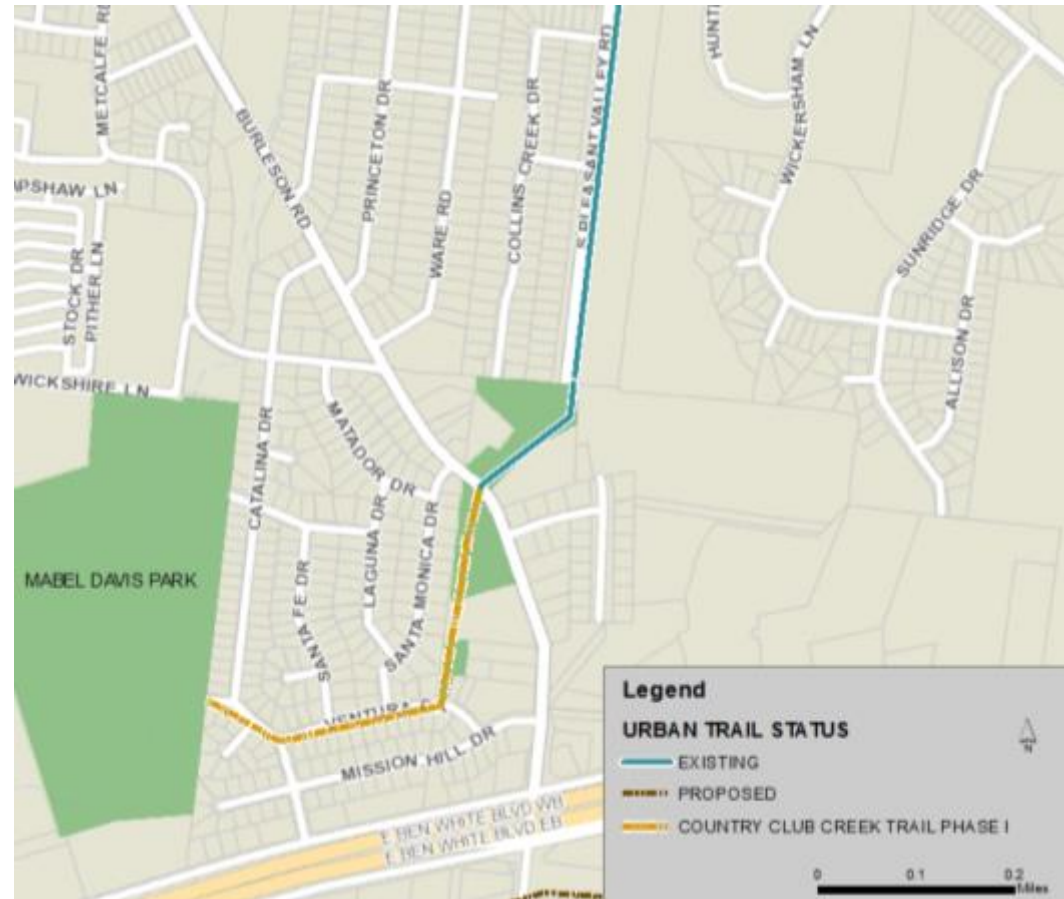 METCALFE RD
BURLESON RD
PRINCETON DR
WARE RD
COLLINS CREEK DR
S PLEASANT VALLEY RD
WICKERSHAM LN
SUNRIDGE DR
ALLISON DR
STOCK DR
PITHER LN
WICKSHIRE LN
CATALINA DR
MATADOR DR
LAGUNA DR
SANTA MONICA DR
SANTA FE DR
MABEL DAVIS PARK
MISSION HILL DR
E BEN WHITE BLVD WB
E BEN WHITE BLVD EB
Legend
URBAN TRAIL STATUS
N
EXISTING
PROPOSED
COUNTRY CLUB CREEK TRAIL PHASE I
0 0.1 0.2
Miles